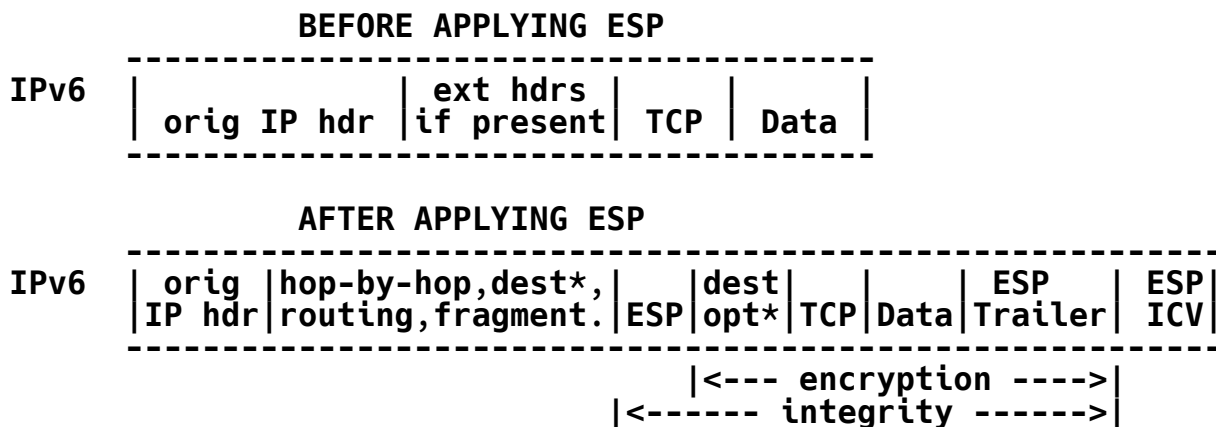 BEFORE APPLYING ESP
       ---------------------------------------
IPv6   |             | ext hdrs |     |      |
       | orig IP hdr |if present| TCP | Data |
       ---------------------------------------

            AFTER APPLYING ESP
       ---------------------------------------------------------
IPv6   | orig |hop-by-hop,dest*,|   |dest|   |    | ESP   | ESP|
       |IP hdr|routing,fragment.|ESP|opt*|TCP|Data|Trailer| ICV|
       ---------------------------------------------------------
                                    |<--- encryption ---->|
                                |<------ integrity ------>|